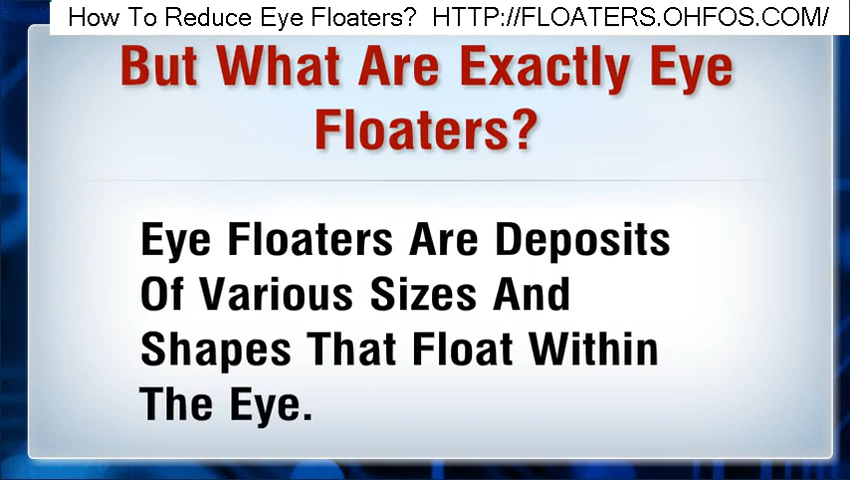 How To Reduce Eye Floaters?  HTTP://FLOATERS.OHFOS.COM/
But What Are Exactly Eye
Floaters?
Eye Floaters Are Deposits
Of Various Sizes And
Shapes That Float Within
The Eye.